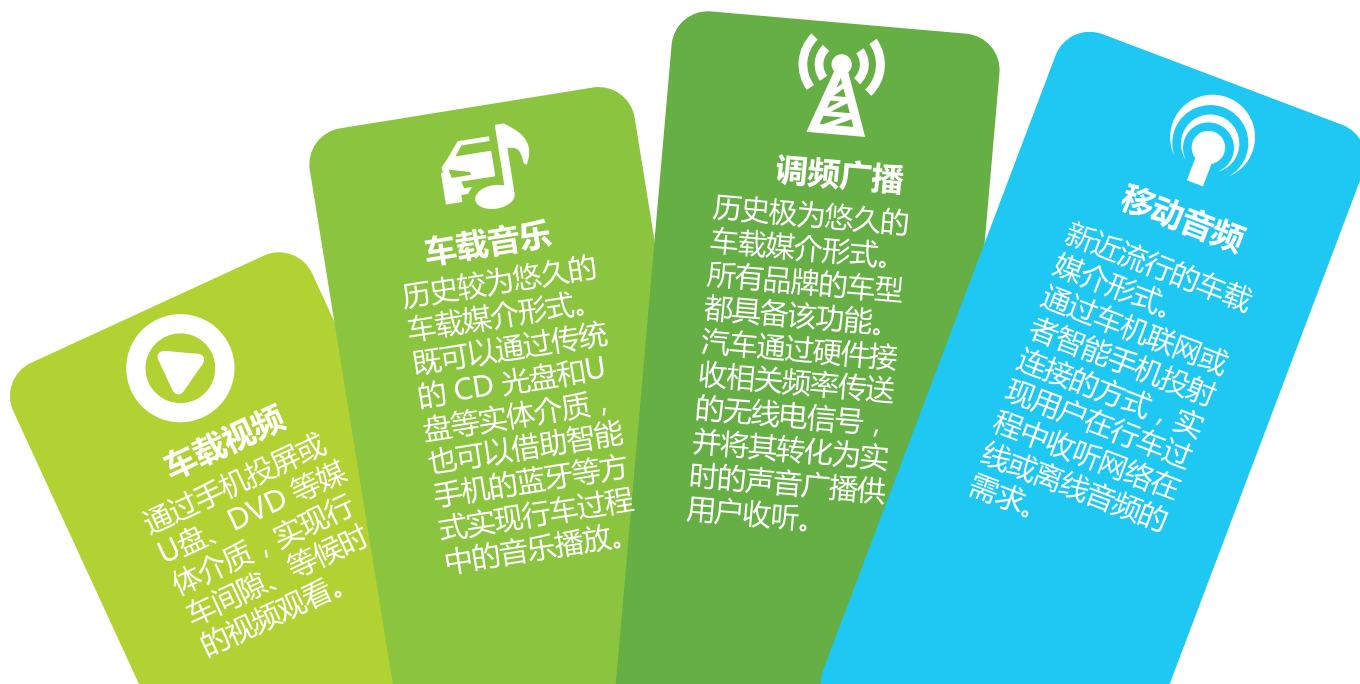 车载视频
通过手机投屏或
U盘、DVD 等媒
体介质，实现行
车间隙、等候时
的视频观看。
车载音乐
历史较为悠久的
车载媒介形式。
既可以通过传统
的 CD 光盘和U
盘等实体介质，
也可以借助智能
手机的蓝牙等方
式实现行车过程
中的音乐播放。
调频广播
历史极为悠久的
车载媒介形式。
所有品牌的车型
都具备该功能。
汽车通过硬件接
收相关频率传送
的无线电信号，
并将其转化为实
时的声音广播供
用户收听。
移动音频
新近流行的车载
媒介形式。
通过车机联网或
者智能手机投射
连接的方式，实
现用户在行车过
程中收听网络在
线或离线音频的
需求。